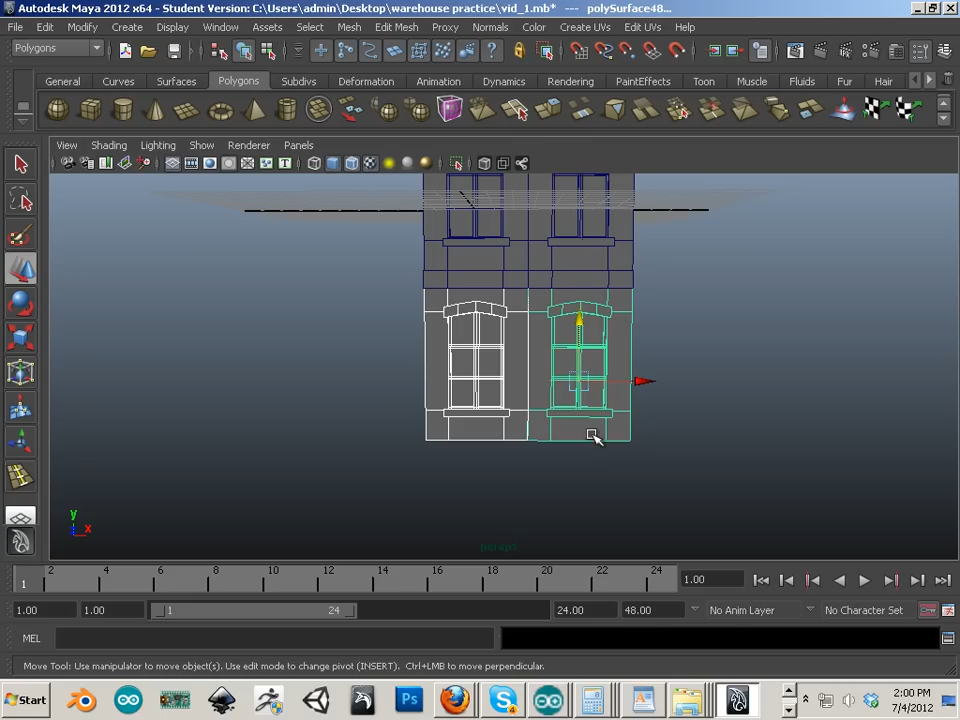 Autodesk Maya 2012 x64 - Student Version: C:\Users\admin\Desktop\warehouse practice\vid_1.mb* --- polySurface48...
File Edit Modify Create Display Window Assets Select Mesh Edit Mesh Proxy Normals Color Create UVs Edit UVs Help
Polygons
General Curves Surfaces Polygons Subdivs Deformation Animation Dynamics Rendering PaintEffects Toon Muscle Fluids Fur Hair
View Shading Lighting Show Renderer Panels
y
x
persp
1 2 4 6 8 10 12 14 16 18 20 22 24 1.00
1.00 1.00 1 24 24.00 48.00 No Anim Layer No Character Set
MEL
Move Tool: Use manipulator to move object(s). Use edit mode to change pivot (INSERT). Ctrl+LMB to move perpendicular.
Start 2:00 PM
7/4/2012